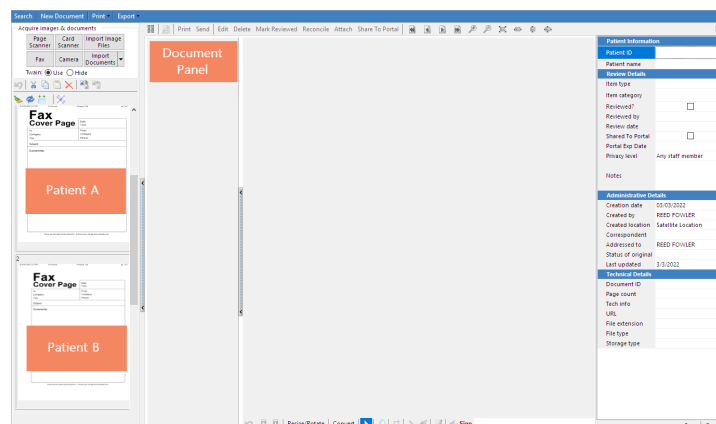 Search New Document Print Export
Acquire images & documents
Page Scanner
Card Scanner
Import Image Files
Fax
Camera
Import Documents
Twain: Use Hide
Fax
Cover Page
Patient A
2
Fax
Cover Page
Patient B
Print Send Edit Delete Mark Reviewed Reconcile Attach Share To Portal
Document
Panel
Resize/Rotate Convert Sign
Patient Information
Patient ID
Patient name
Review Details
Item type
Item category
Reviewed?
Reviewed by
Review date
Shared To Portal
Portal Exp Date
Privacy level Any staff member
Notes
Administrative Details
Creation date 03/03/2022
Created by REED FOWLER
Created location Satellite Location
Correspondent
Addressed to REED FOWLER
Status of original
Last updated 3/3/2022
Technical Details
Document ID
Page count
Tech info
URL
File extension
File type
Storage type